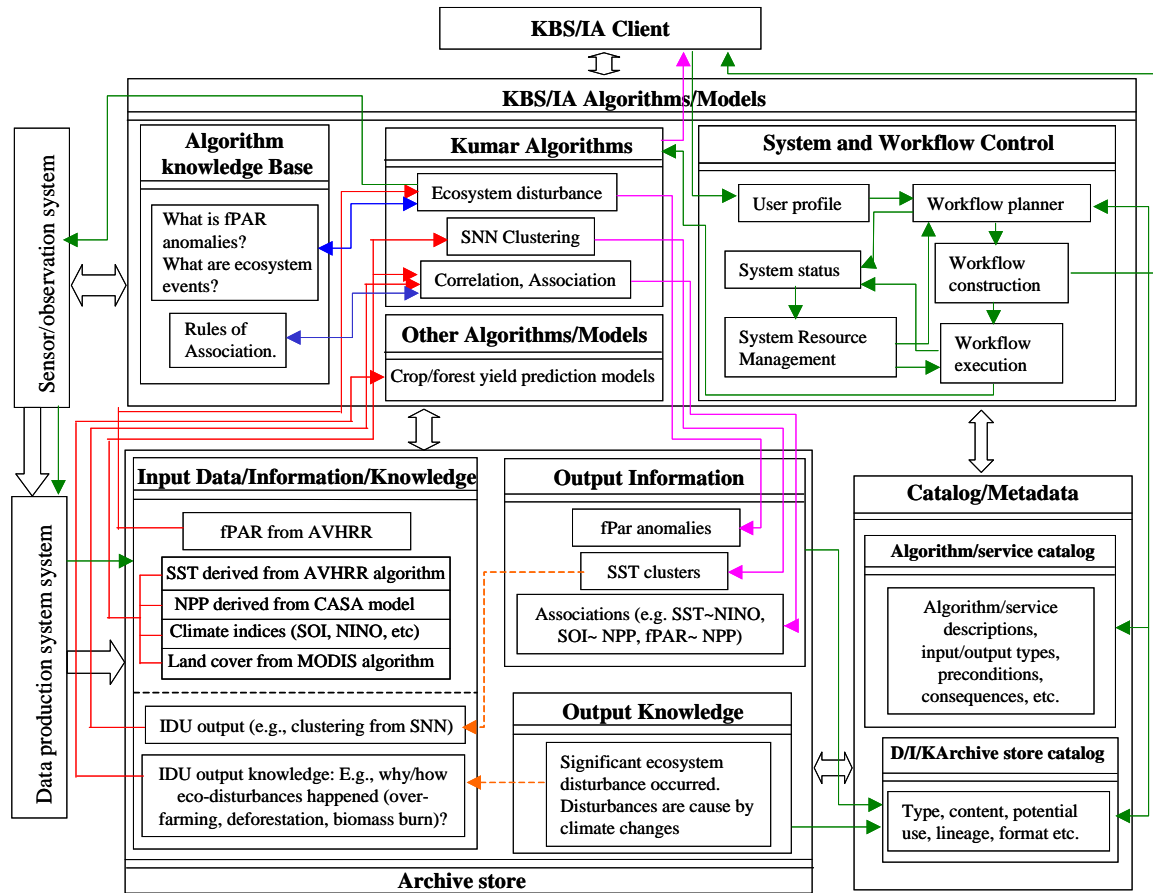 KBS/IA Client
KBS/IA Algorithms/Models
Sensor/observation system
Algorithm
knowledge Base
What is fPAR
anomalies?
What are ecosystem
events?
Rules of
Association.
Kumar Algorithms
Ecosystem disturbance
SNN Clustering
Correlation, Association
Other Algorithms/Models
Crop/forest yield prediction models
System and Workflow Control
User profile
Workflow planner
System status
Workflow
construction
System Resource
Management
Workflow
execution
Data production system system
Input Data/Information/Knowledge
fPAR from AVHRR
SST derived from AVHRR algorithm
NPP derived from CASA model
Climate indices (SOI, NINO, etc)
Land cover from MODIS algorithm
IDU output (e.g., clustering from SNN)
IDU output knowledge: E.g., why/how
eco-disturbances happened (over-
farming, deforestation, biomass burn)?
Output Information
fPar anomalies
SST clusters
Associations (e.g. SST~NINO,
SOI~ NPP, fPAR~ NPP)
Output Knowledge
Significant ecosystem
disturbance occurred.
Disturbances are cause by
climate changes
Archive store
Catalog/Metadata
Algorithm/service catalog
Algorithm/service
descriptions,
input/output types,
preconditions,
consequences, etc.
D/I/KArchive store catalog
Type, content, potential
use, lineage, format etc.